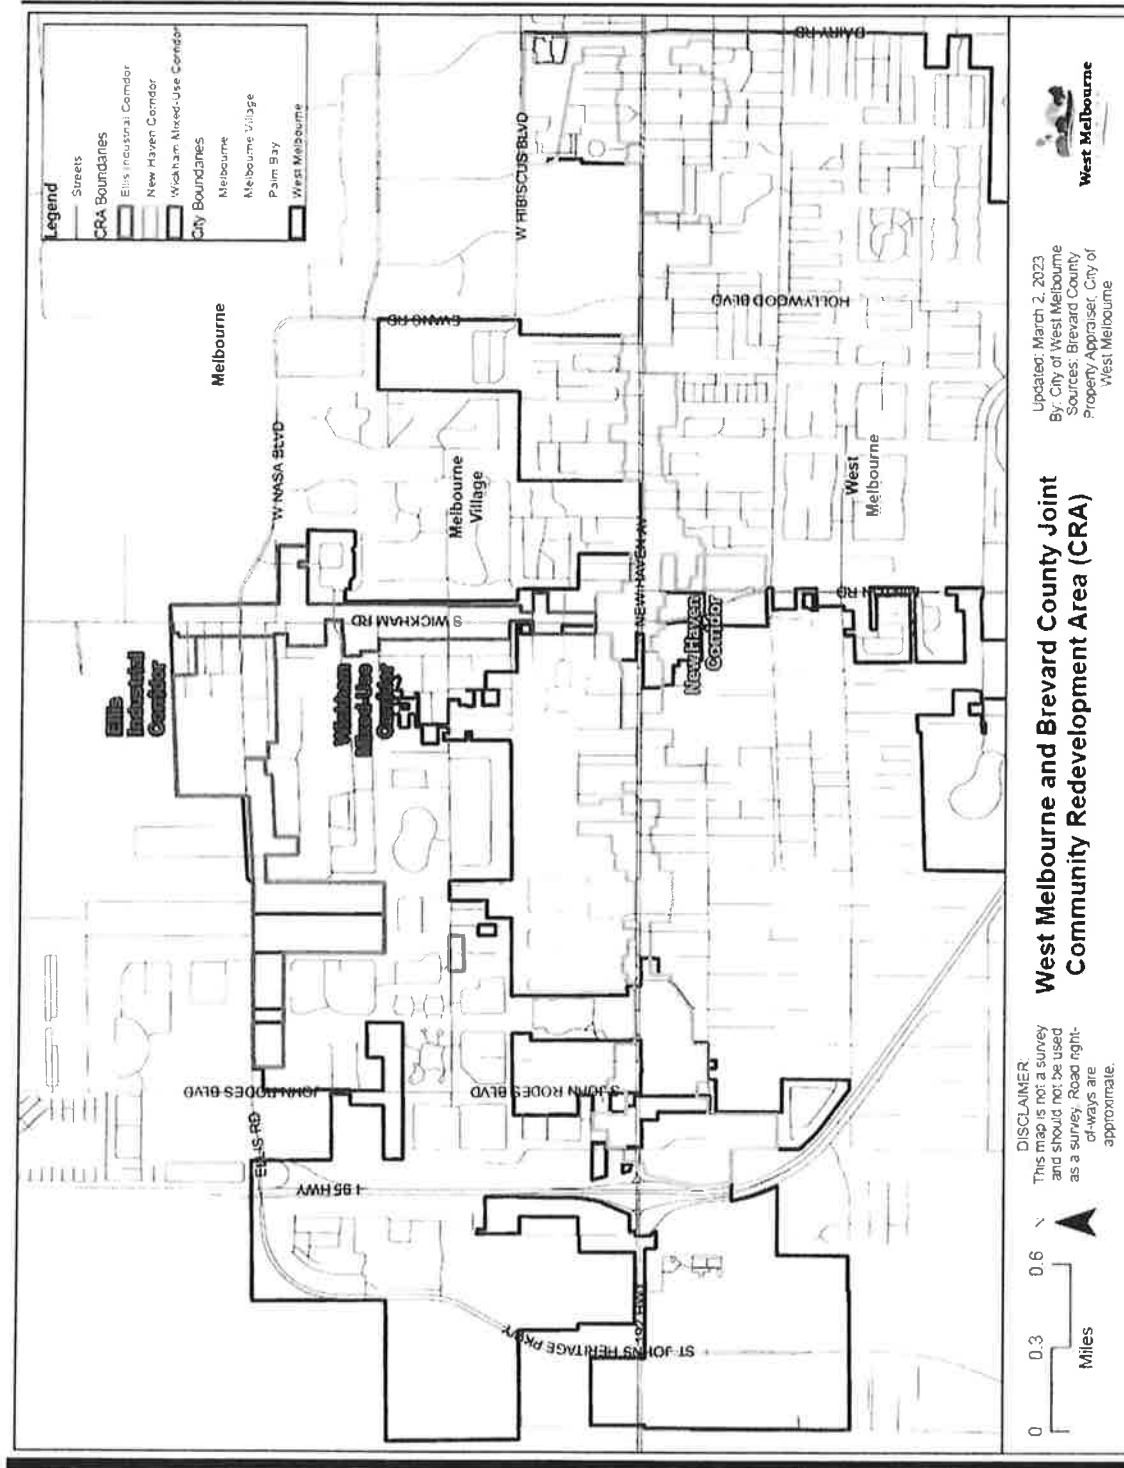 Legend
Streets
CRA Boundaries
Ellis Industrial Corridor
New Haven Corridor
Wickham Mixed-Use Corridor
City Boundaries
Melbourne
Melbourne Village
Palm Bay
West Melbourne
Ellis
Industrial
Corridor
Melbourne
W NASA BLVD
ELLIS RD
JOHN RODES BLVD
I 95 HWY
S WICKHAM RD
Wickham
Mixed-Use
Corridor
EWING RD
Melbourne
Village
W HIBISCUS BLVD
DAIRY RD
ST JOHNS HERITAGE PKWY
S JOHN RODES BLVD
192 HWY
NEW HAVEN AV
New Haven
Corridor
MINTON RD
HOLLYWOOD BLVD
West
Melbourne
0 0.3 0.6
Miles
DISCLAIMER:
This map is not a survey
and should not be used
as a survey. Road right-
of-ways are
approximate.
West Melbourne and Brevard County Joint
Community Redevelopment Area (CRA)
Updated: March 2, 2023
By: City of West Melbourne
Sources: Brevard County
Property Appraiser, City of
West Melbourne
West Melbourne